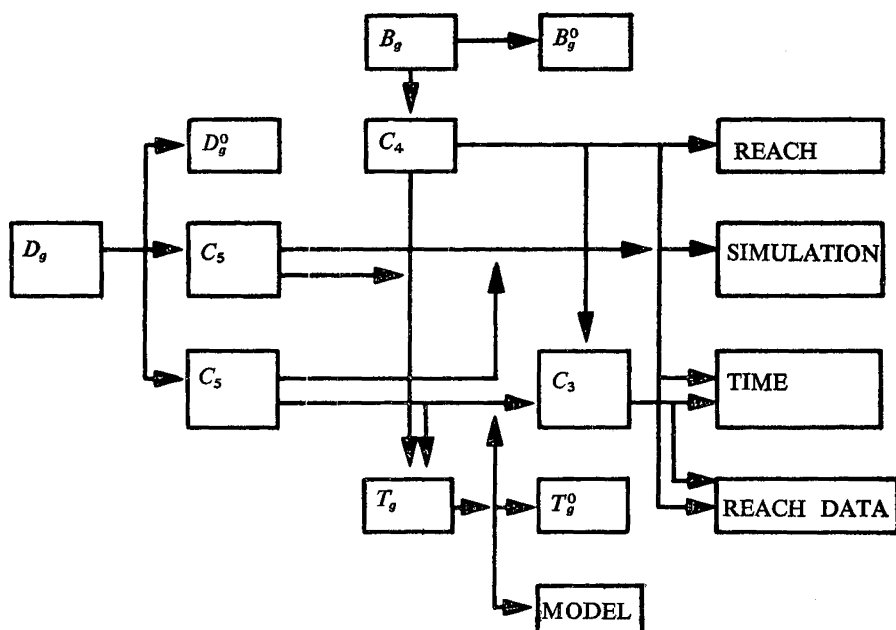 B_g
B_g^0
D_g^0
C_4
REACH
D_g
C_5
SIMULATION
C_5
C_3
TIME
T_g
T_g^0
REACH DATA
MODEL